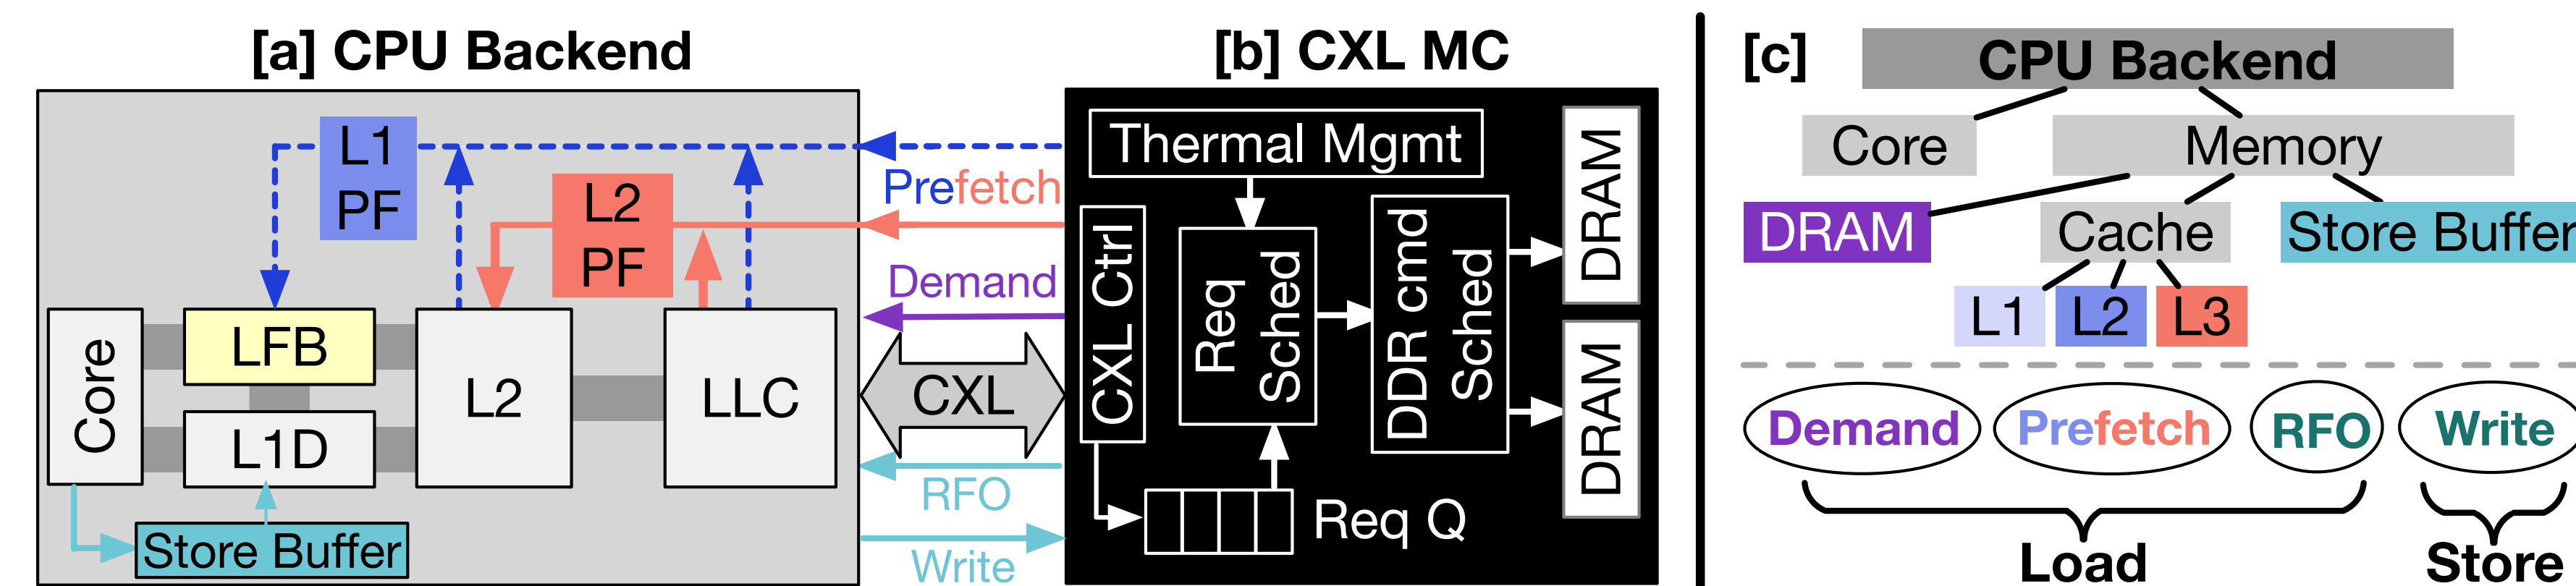 [a] CPU Backend
L1
PF
L2
PF
Core
LFB
L1D
L2
LLC
Store Buffer
Prefetch
Demand
CXL
RFO
Write
[b] CXL MC
Thermal Mgmt
CXL Ctrl
Req
Sched
DDR cmd
Sched
DRAM
DRAM
Req Q
[c]
CPU Backend
Core
Memory
DRAM
Cache
Store Buffer
L1
L2
L3
Demand
Prefetch
RFO
Write
Load
Store